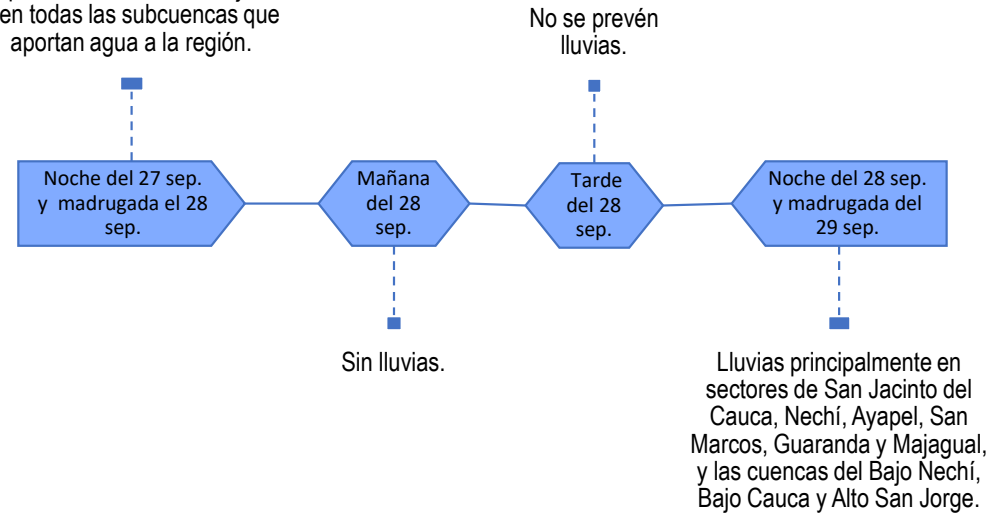 en todas las subcuencas que
aportan agua a la región.
No se prevén
lluvias.
Noche del 27 sep.
y madrugada el 28
sep.
Mañana
del 28
sep.
Tarde
del 28
sep.
Noche del 28 sep.
y madrugada del
29 sep.
Sin lluvias.
Lluvias principalmente en
sectores de San Jacinto del
Cauca, Nechí, Ayapel, San
Marcos, Guaranda y Majagual,
y las cuencas del Bajo Nechí,
Bajo Cauca y Alto San Jorge.